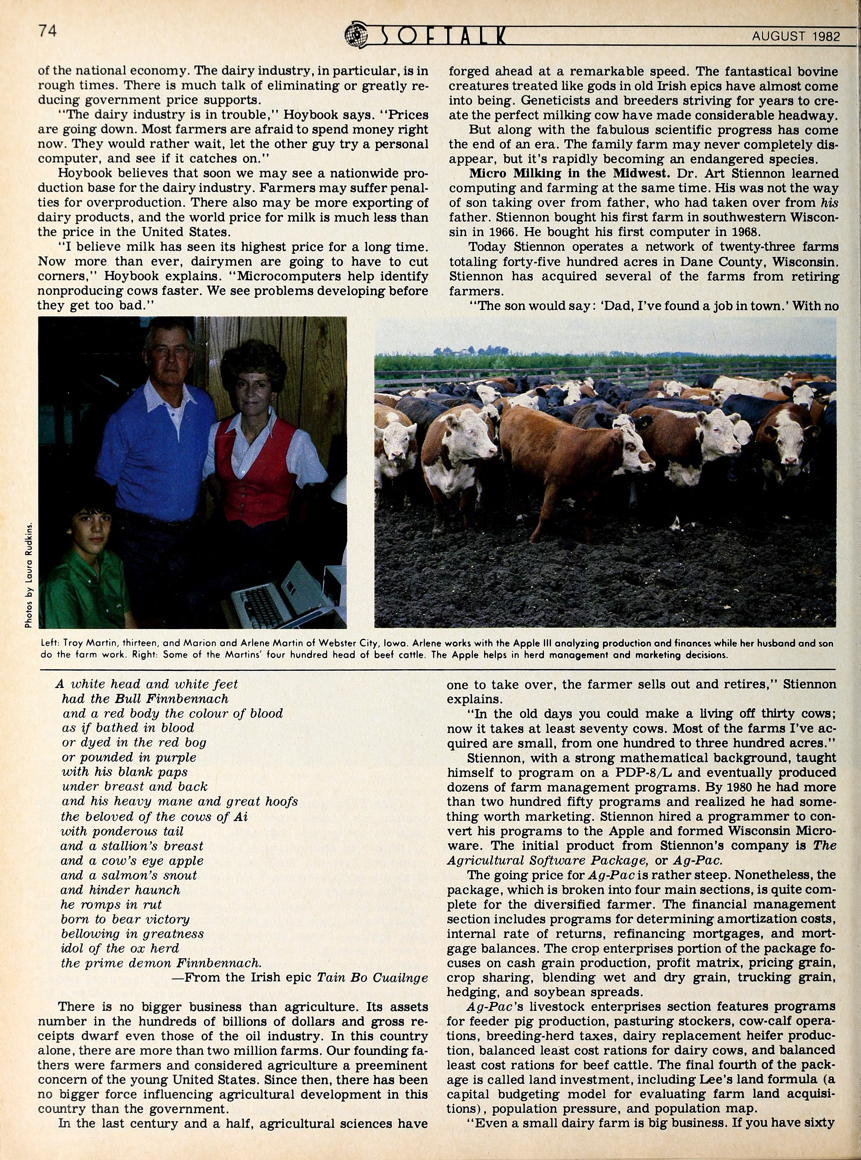 74
SOFTALK
AUGUST 1982
of the national economy. The dairy industry, in particular, is in
rough times. There is much talk of eliminating or greatly re-
ducing government price supports.
"The dairy industry is in trouble," Hoybook says. "Prices
are going down. Most farmers are afraid to spend money right
now. They would rather wait, let the other guy try a personal
computer, and see if it catches on."
Hoybook believes that soon we may see a nationwide pro-
duction base for the dairy industry. Farmers may suffer penal-
ties for overproduction. There also may be more exporting of
dairy products, and the world price for milk is much less than
the price in the United States.
"I believe milk has seen its highest price for a long time.
Now more than ever, dairymen are going to have to cut
corners," Hoybook explains. "Microcomputers help identify
nonproducing cows faster. We see problems developing before
they get too bad."
forged ahead at a remarkable speed. The fantastical bovine
creatures treated like gods in old Irish epics have almost come
into being. Geneticists and breeders striving for years to cre-
ate the perfect milking cow have made considerable headway.
But along with the fabulous scientific progress has come
the end of an era. The family farm may never completely dis-
appear, but it's rapidly becoming an endangered species.
Micro Milking in the Midwest. Dr. Art Stiennon learned
computing and farming at the same time. His was not the way
of son taking over from father, who had taken over from his
father. Stiennon bought his first farm in southwestern Wiscon-
sin in 1966. He bought his first computer in 1968.
Today Stiennon operates a network of twenty-three farms
totaling forty-five hundred acres in Dane County, Wisconsin.
Stiennon has acquired several of the farms from retiring
farmers.
"The son would say: 'Dad, I've found a job in town.' With no
Photos by Laura Rudkins.
Left: Troy Martin, thirteen, and Marion and Arlene Martin of Webster City, Iowa. Arlene works with the Apple III analyzing production and finances while her husband and son
do the farm work. Right: Some of the Martins' four hundred head of beef cattle. The Apple helps in herd management and marketing decisions.
A white head and white feet
had the Bull Finnbennach
and a red body the colour of blood
as if bathed in blood
or dyed in the red bog
or pounded in purple
with his blank paps
under breast and back
and his heavy mane and great hoofs
the beloved of the cows of Ai
with ponderous tail
and a stallion's breast
and a cow's eye apple
and a salmon's snout
and hinder haunch
he romps in rut
born to bear victory
bellowing in greatness
idol of the ox herd
the prime demon Finnbennach.
—From the Irish epic Tain Bo Cuailnge
There is no bigger business than agriculture. Its assets
number in the hundreds of billions of dollars and gross re-
ceipts dwarf even those of the oil industry. In this country
alone, there are more than two million farms. Our founding fa-
thers were farmers and considered agriculture a preeminent
concern of the young United States. Since then, there has been
no bigger force influencing agricultural development in this
country than the government.
In the last century and a half, agricultural sciences have
one to take over, the farmer sells out and retires," Stiennon
explains.
"In the old days you could make a living off thirty cows;
now it takes at least seventy cows. Most of the farms I've ac-
quired are small, from one hundred to three hundred acres."
Stiennon, with a strong mathematical background, taught
himself to program on a PDP-8/L and eventually produced
dozens of farm management programs. By 1980 he had more
than two hundred fifty programs and realized he had some-
thing worth marketing. Stiennon hired a programmer to con-
vert his programs to the Apple and formed Wisconsin Micro-
ware. The initial product from Stiennon's company is The
Agricultural Software Package, or Ag-Pac.
The going price for Ag-Pac is rather steep. Nonetheless, the
package, which is broken into four main sections, is quite com-
plete for the diversified farmer. The financial management
section includes programs for determining amortization costs,
internal rate of returns, refinancing mortgages, and mort-
gage balances. The crop enterprises portion of the package fo-
cuses on cash grain production, profit matrix, pricing grain,
crop sharing, blending wet and dry grain, trucking grain,
hedging, and soybean spreads.
Ag-Pac's livestock enterprises section features programs
for feeder pig production, pasturing stockers, cow-calf opera-
tions, breeding-herd taxes, dairy replacement heifer produc-
tion, balanced least cost rations for dairy cows, and balanced
least cost rations for beef cattle. The final fourth of the pack-
age is called land investment, including Lee's land formula (a
capital budgeting model for evaluating farm land acquisi-
tions), population pressure, and population map.
"Even a small dairy farm is big business. If you have sixty